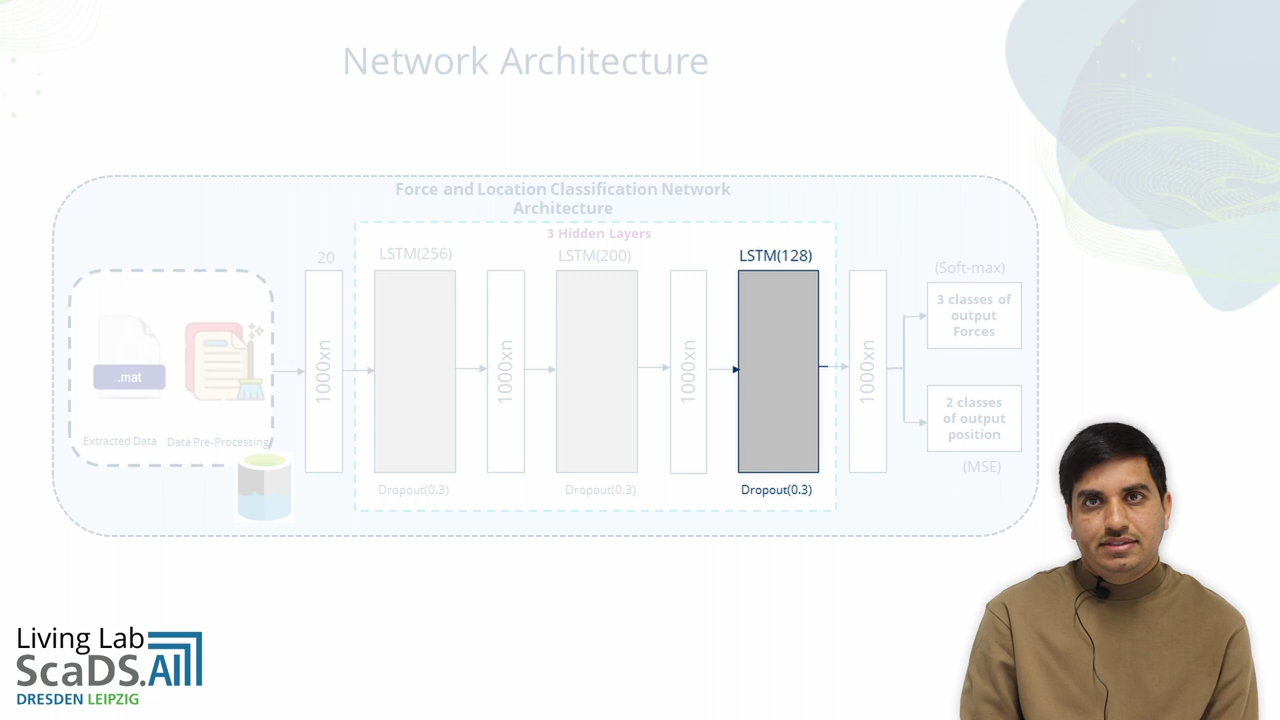 Network Architecture
Force and Location Classification Network
Architecture
3 Hidden Layers
20
LSTM(256)
LSTM(200)
LSTM(128)
(Soft-max)
3 classes of
output
Forces
1000xn
1000xn
1000xn
1000xn
.mat
2 classes
of output
position
Extracted Data
Data Pre-Processing
(MSE)
Dropout(0.3)
Dropout(0.3)
Dropout(0.3)
Living Lab
ScaDS.AI
DRESDEN LEIPZIG